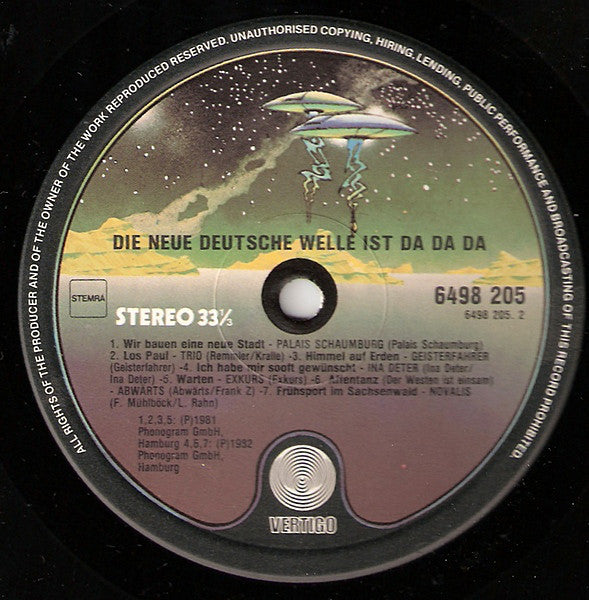 ALL RIGHTS OF THE PRODUCER AND OF THE OWNER OF THE WORK REPRODUCED RESERVED. UNAUTHORISED COPYING, HIRING, LENDING, PUBLIC PERFORMANCE AND BROADCASTING OF THIS RECORD PROHIBITED.
DIE NEUE DEUTSCHE WELLE IST DA DA DA
STEMRA
STEREO 33⅓
6498 205
6498 205. 2
1. Wir bauen eine neue Stadt - PALAIS SCHAUMBURG (Palais Schaumburg)
2. Los Paul - TRIO (Remmler/Kralle) -3. Himmel auf Erden - GEISTERFAHRER
(Geisterfahrer) -4. Ich habe mir sooft gewünscht - INA DETER (Ina Deter/
Ina Deter) -5. Warten - EXKURS (Exkurs) -6. Alientanz (Der Westen ist einsam)
- ABWÄRTS (Abwärts/Frank Z) -7. Frühsport im Sachsenwald - NOVALIS
(F. Mühlböck/L. Rahn)
1,2,3,5: (P)1981
Phonogram GmbH,
Hamburg 4,6,7: (P)1982
Phonogram GmbH,
Hamburg
VERTIGO